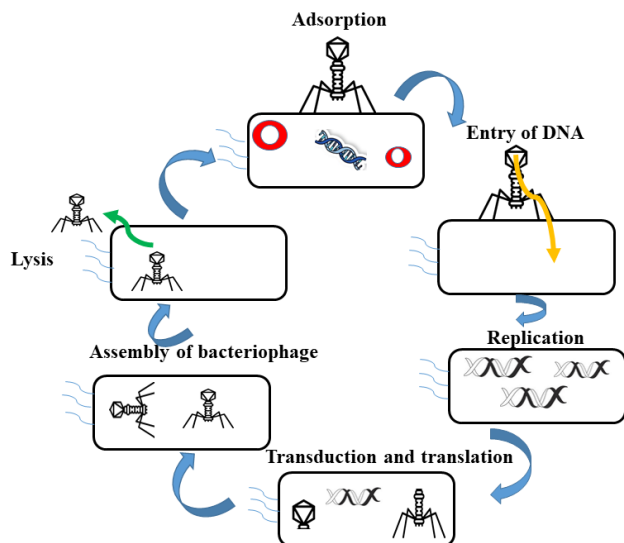 Adsorption
Entry of DNA
Replication
Transduction and translation
Assembly of bacteriophage
Lysis